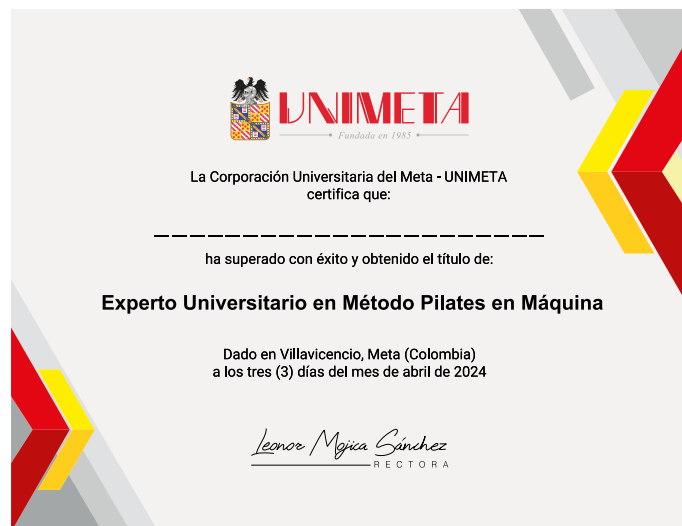 UNIMETA
Fundada en 1985
La Corporación Universitaria del Meta - UNIMETA
certifica que:
ha superado con éxito y obtenido el título de:
Experto Universitario en Método Pilates en Máquina
Dado en Villavicencio, Meta (Colombia)
a los tres (3) días del mes de abril de 2024
Leonor Mojica Sánchez
RECTORA